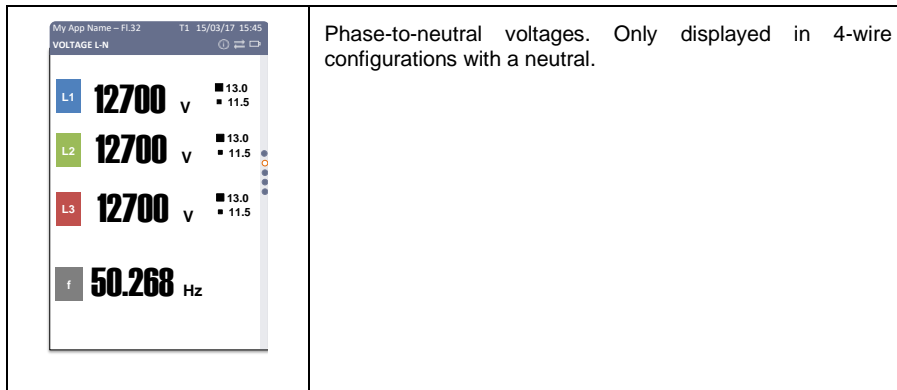 My App Name – Fl.32 T1 15/03/17 15:45
VOLTAGE L-N
L1 12700 V 13.0
11.5
L2 12700 V 13.0
11.5
L3 12700 V 13.0
11.5
f 50.268 Hz
Phase-to-neutral voltages. Only displayed in 4-wire
configurations with a neutral.